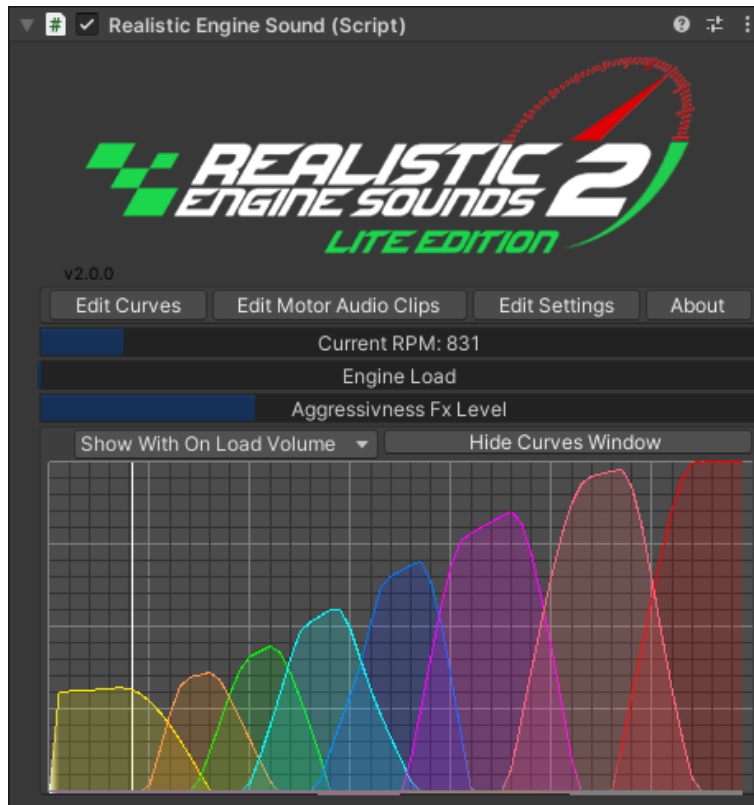 Realistic Engine Sound (Script)
REALISTIC
ENGINE SOUNDS 2
LITE EDITION
v2.0.0
Edit Curves Edit Motor Audio Clips Edit Settings About
Current RPM: 831
Engine Load
Aggressivness Fx Level
Show With On Load Volume Hide Curves Window